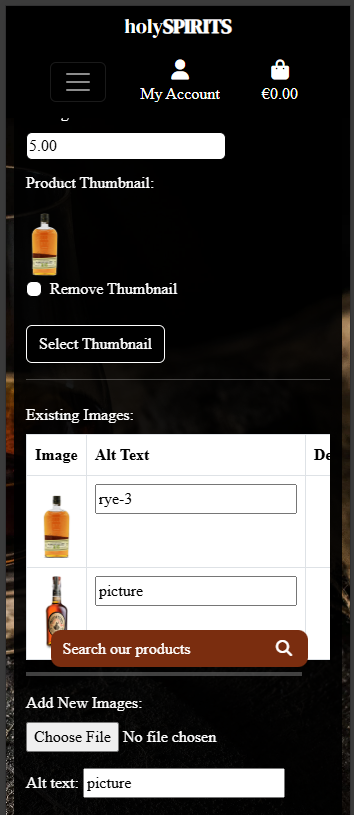 holySPIRITS
My Account
€0.00
5.00
Product Thumbnail:
Remove Thumbnail
Select Thumbnail
Existing Images:
Image Alt Text De
rye-3
picture
Search our products
Add New Images:
Choose File No file chosen
Alt text: picture